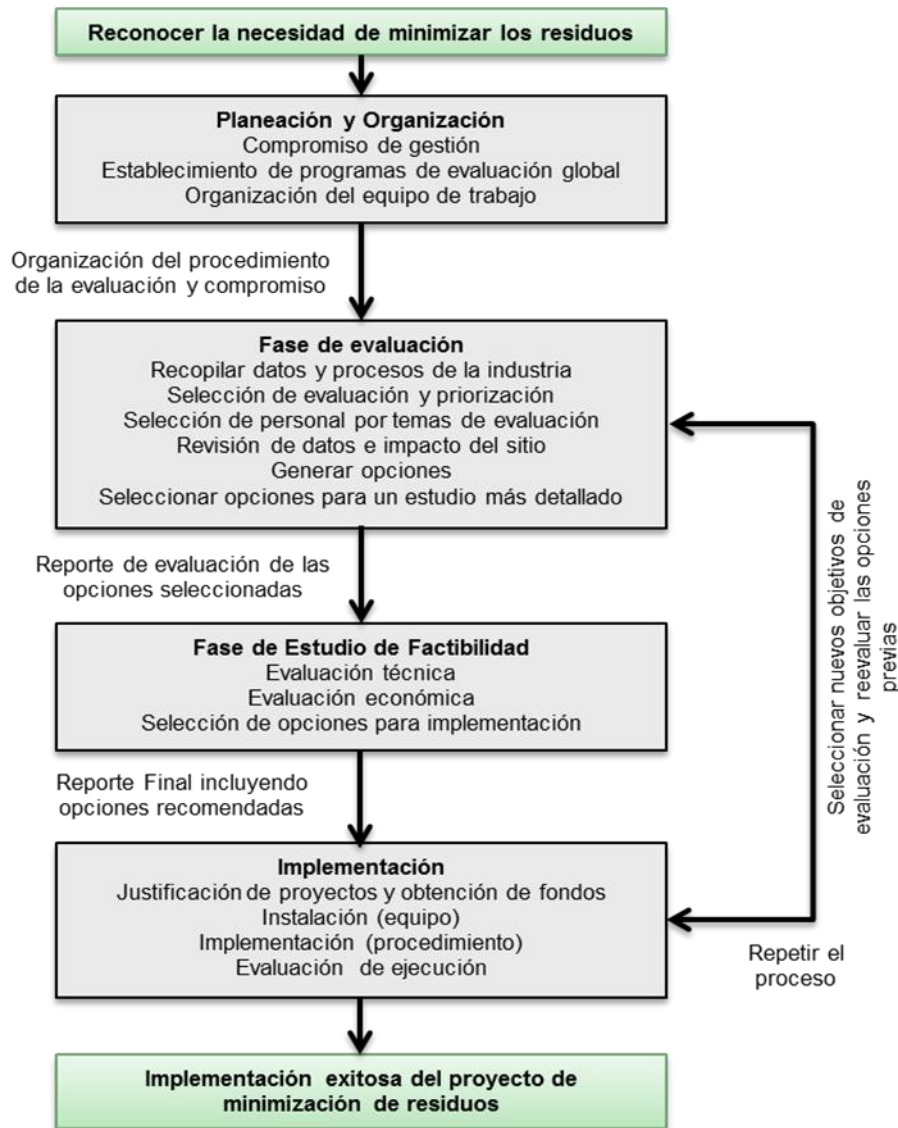 Reconocer la necesidad de minimizar los residuos
Planeación y Organización
Compromiso de gestión
Establecimiento de programas de evaluación global
Organización del equipo de trabajo
Organización del procedimiento
de la evaluación y compromiso
Fase de evaluación
Recopilar datos y procesos de la industria
Selección de evaluación y priorización
Selección de personal por temas de evaluación
Revisión de datos e impacto del sitio
Generar opciones
Seleccionar opciones para un estudio más detallado
Reporte de evaluación de las
opciones seleccionadas
Fase de Estudio de Factibilidad
Evaluación técnica
Evaluación económica
Selección de opciones para implementación
Reporte Final incluyendo
opciones recomendadas
Implementación
Justificación de proyectos y obtención de fondos
Instalación (equipo)
Implementación (procedimiento)
Evaluación de ejecución
Seleccionar nuevos objetivos de
evaluación y reevaluar las opciones
previas
Repetir el
proceso
Implementación exitosa del proyecto de
minimización de residuos